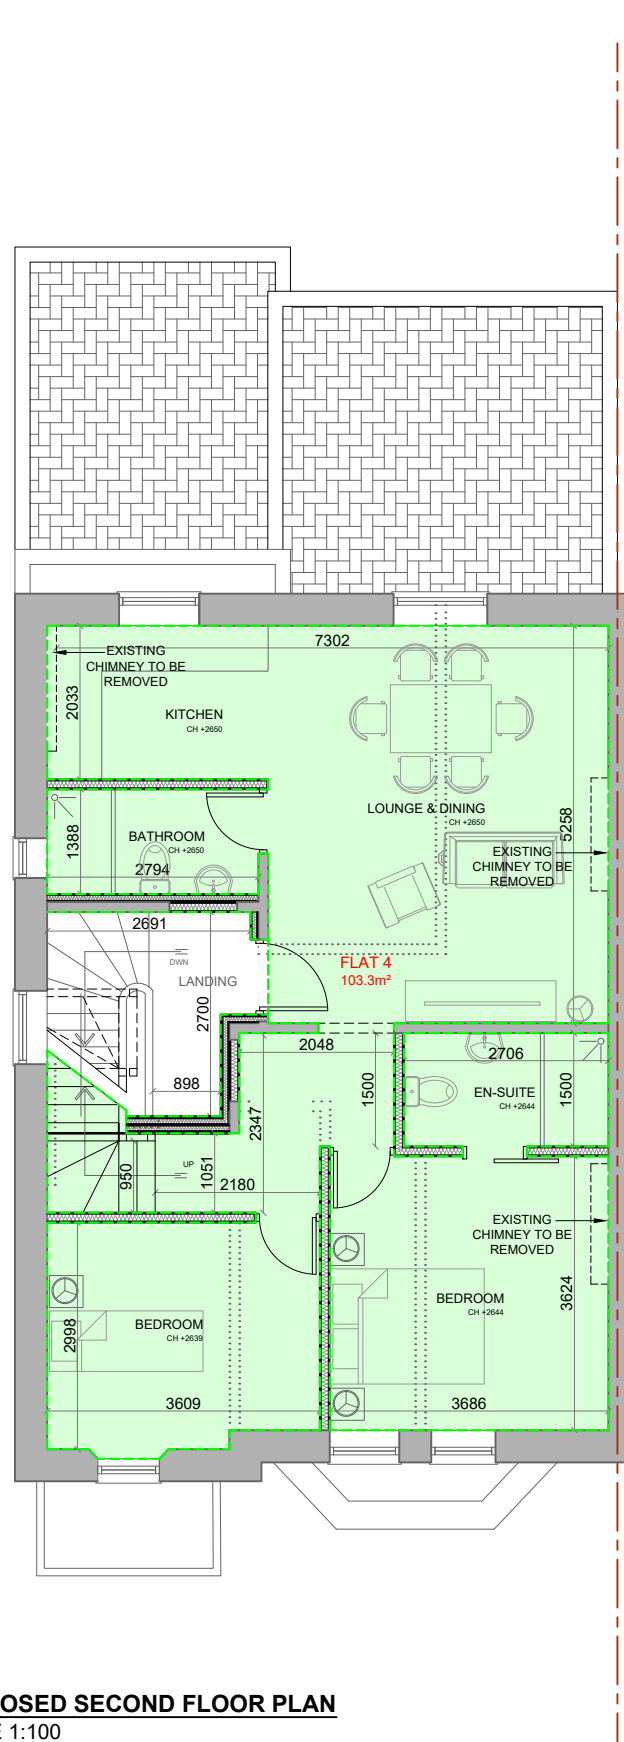 7302
EXISTING
CHIMNEY TO BE
REMOVED
2033
KITCHEN
CH +2650
LOUNGE & DINING
CH +2650
5258
1388
BATHROOM
CH +2650
2794
EXISTING
CHIMNEY TO BE
REMOVED
2691
DWN
LANDING
FLAT 4
103.3m²
2700
2048
2706
898
2347
1500
EN-SUITE
CH +2644
1500
UP
950
1051
2180
EXISTING
CHIMNEY TO BE
REMOVED
BEDROOM
CH +2639
2998
BEDROOM
CH +2644
3624
3609
3686
OSED SECOND FLOOR PLAN
1:100